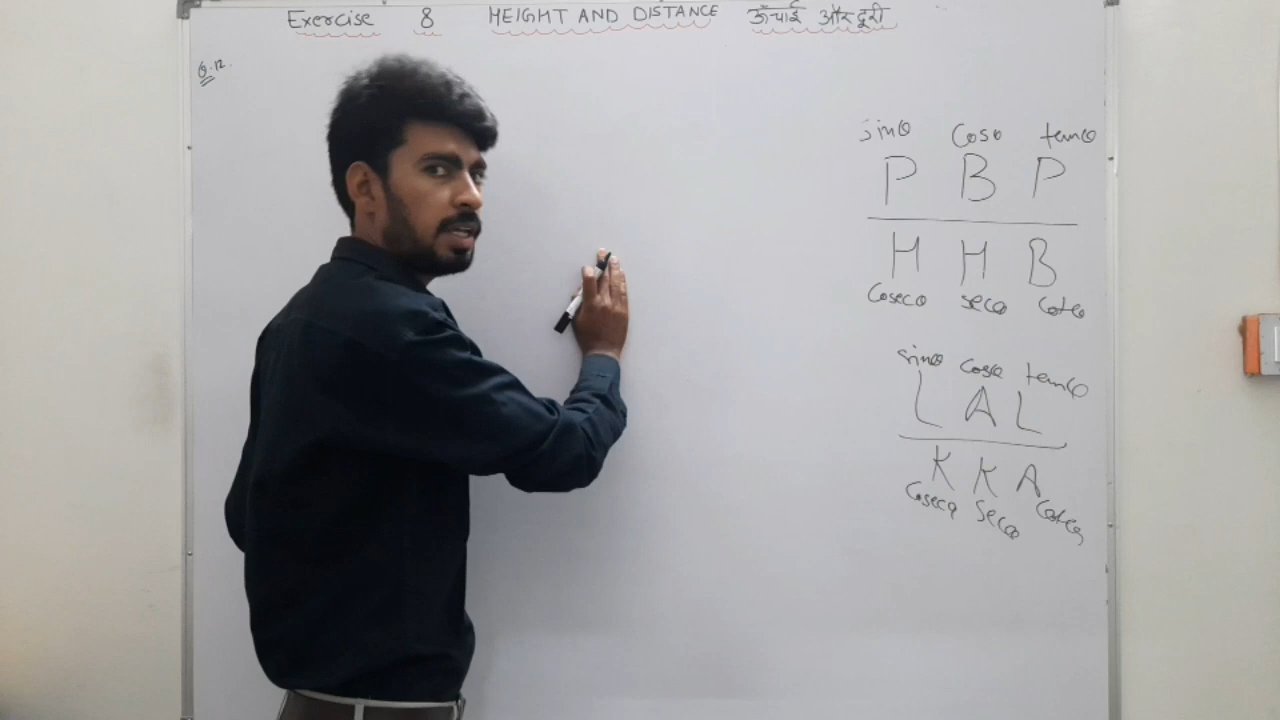 Exercise 8 HEIGHT AND DISTANCE ऊँचाई और दूरी
Q.12.
sinθ cosθ tanθ
P B P
H H B
cosecθ secθ cotθ
sinθ cosθ tanθ
L A L
K K A
cosecθ secθ cotθ